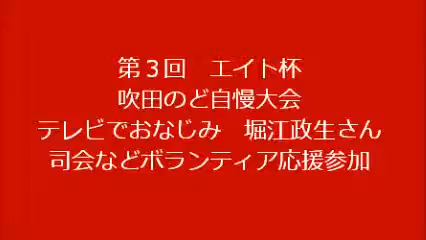 第３回　エイト杯
吹田のど自慢大会
テレビでおなじみ　堀江政生さん
司会などボランティア応援参加